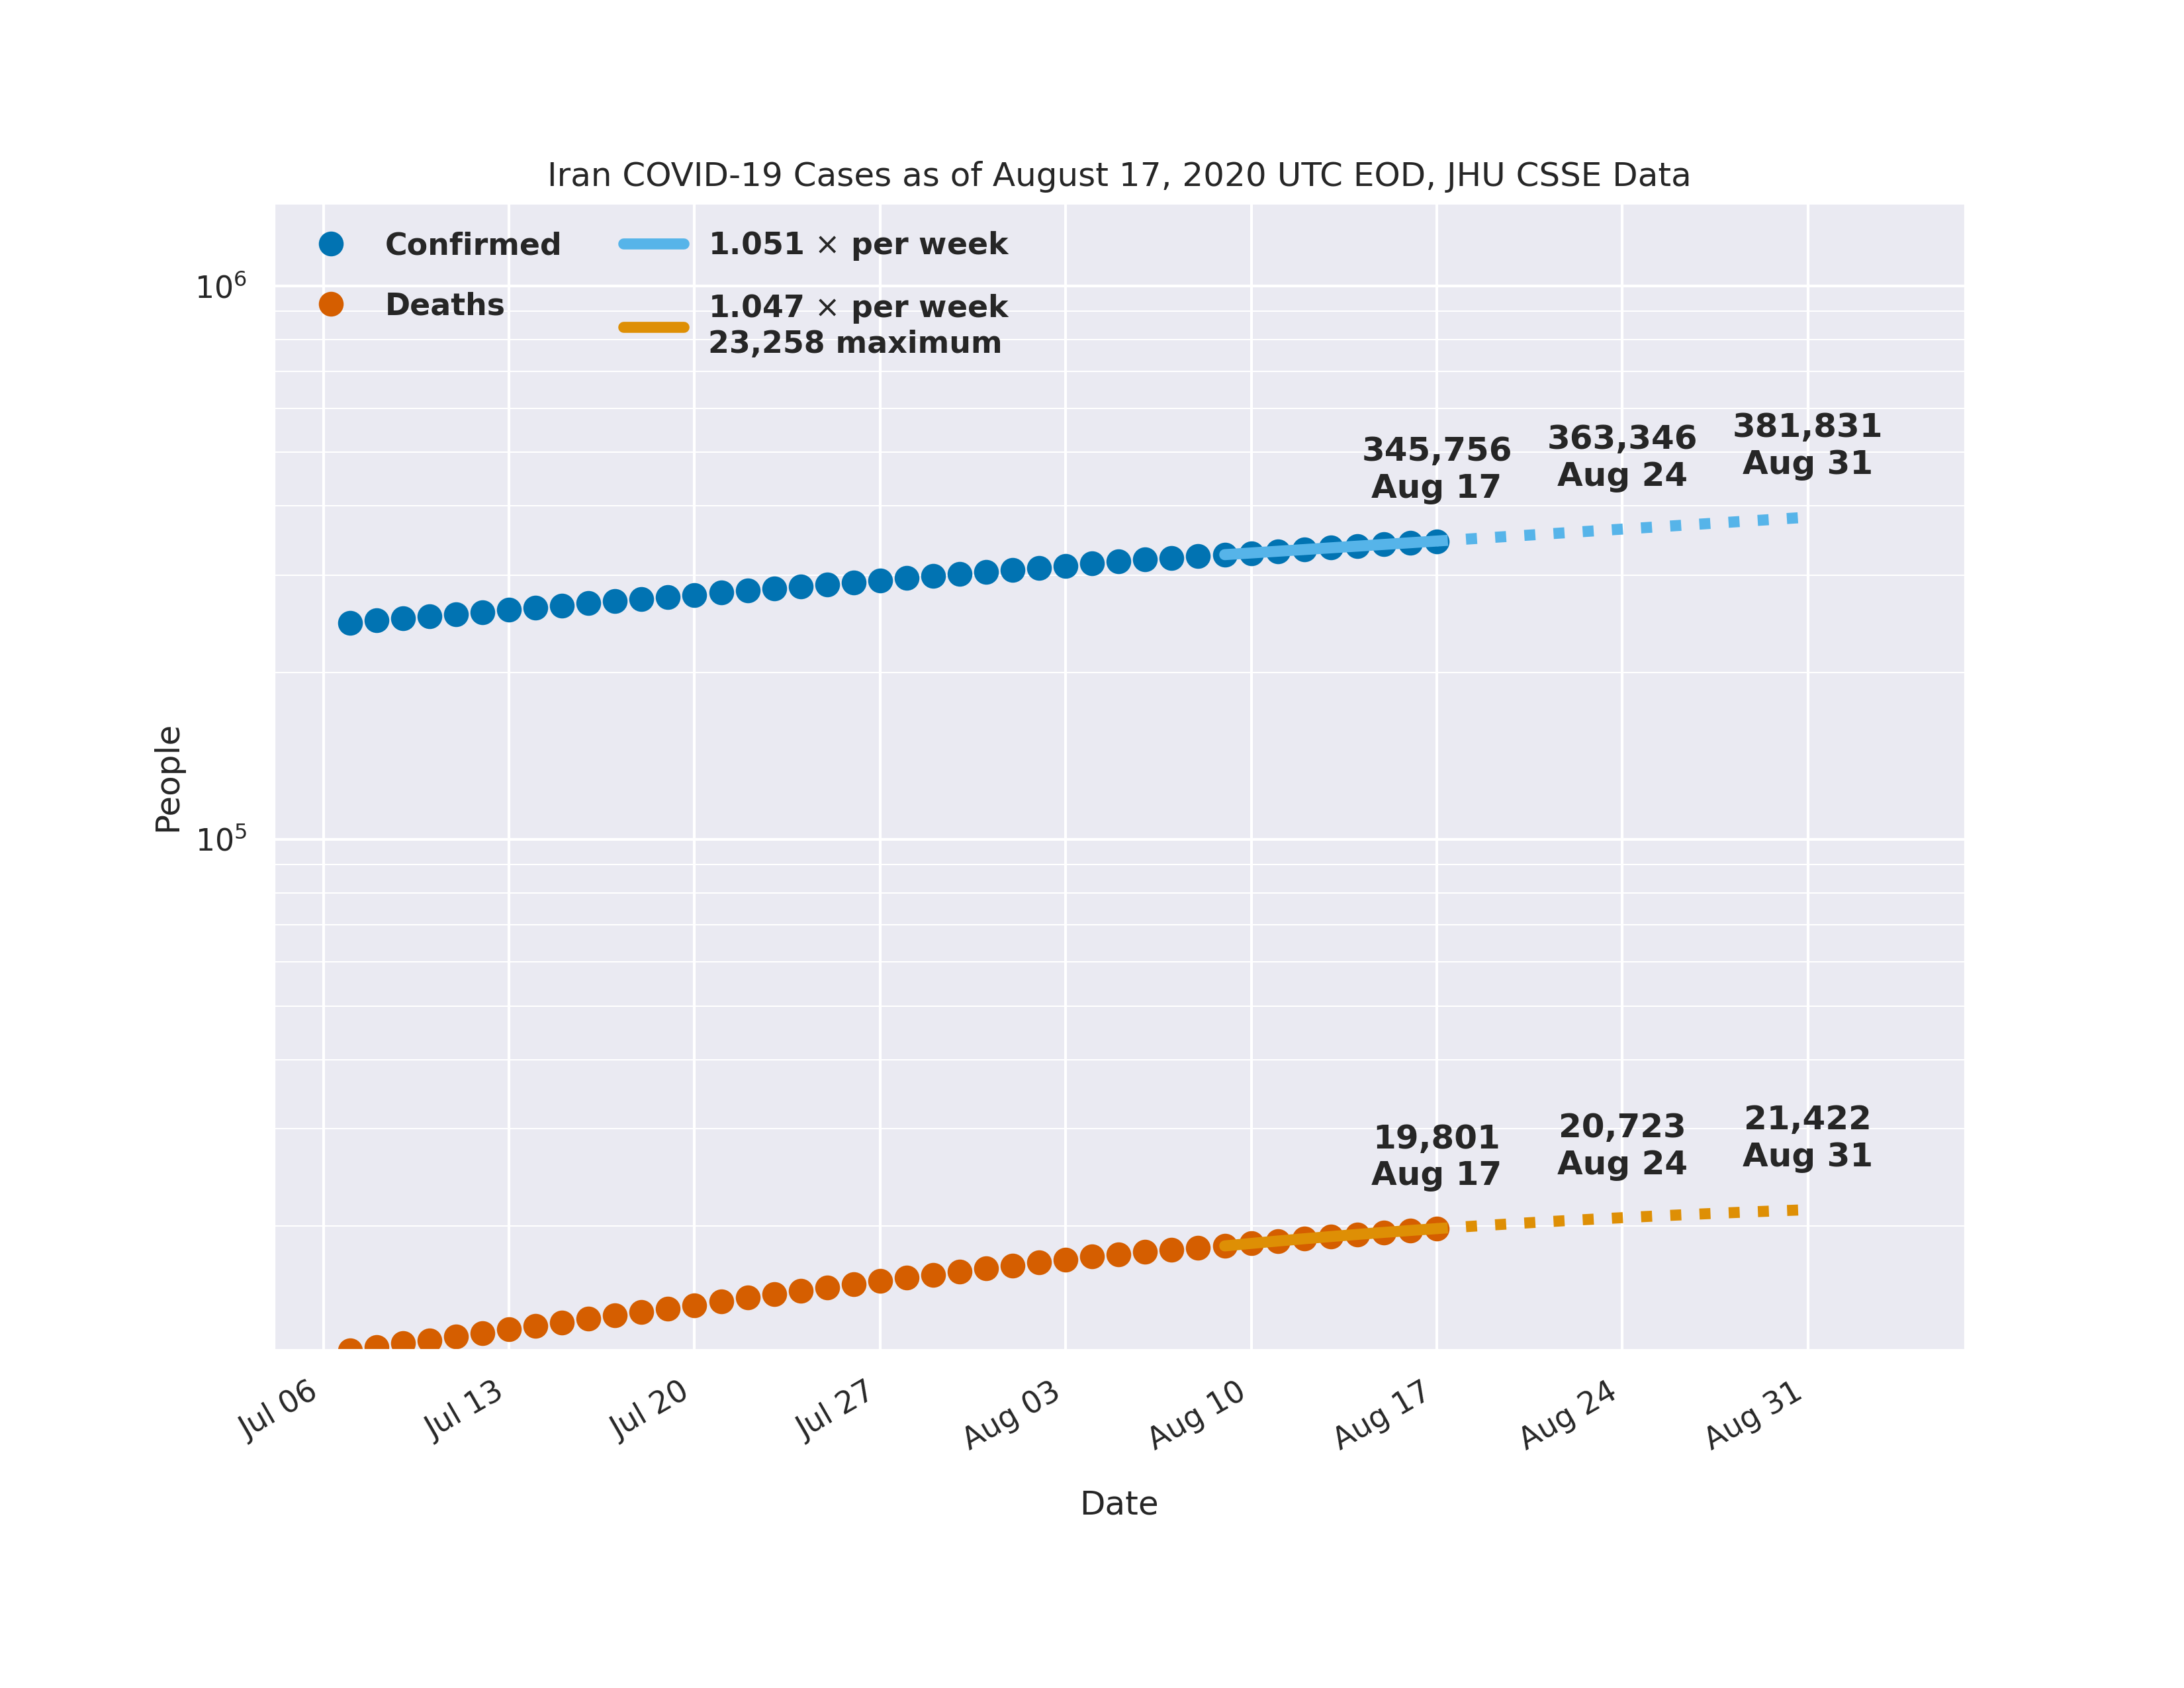 Iran COVID-19 Cases as of August 17, 2020 UTC EOD, JHU CSSE Data
Confirmed
Deaths
1.051 × per week
1.047 × per week
23,258 maximum
10⁶
10⁵
People
345,756
Aug 17
363,346
Aug 24
381,831
Aug 31
19,801
Aug 17
20,723
Aug 24
21,422
Aug 31
Jul 06
Jul 13
Jul 20
Jul 27
Aug 03
Aug 10
Aug 17
Aug 24
Aug 31
Date